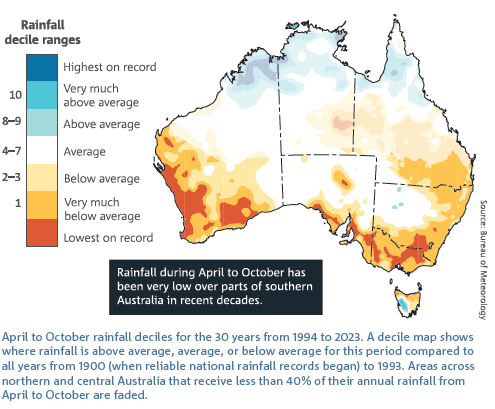 Rainfall
decile ranges
Highest on record
10
Very much
above average
8–9
Above average
4–7
Average
2–3
Below average
1
Very much
below average
Lowest on record
Rainfall during April to October has
been very low over parts of southern
Australia in recent decades.
Source: Bureau of Meteorology
April to October rainfall deciles for the 30 years from 1994 to 2023. A decile map shows
where rainfall is above average, average, or below average for this period compared to
all years from 1900 (when reliable national rainfall records began) to 1993. Areas across
northern and central Australia that receive less than 40% of their annual rainfall from
April to October are faded.